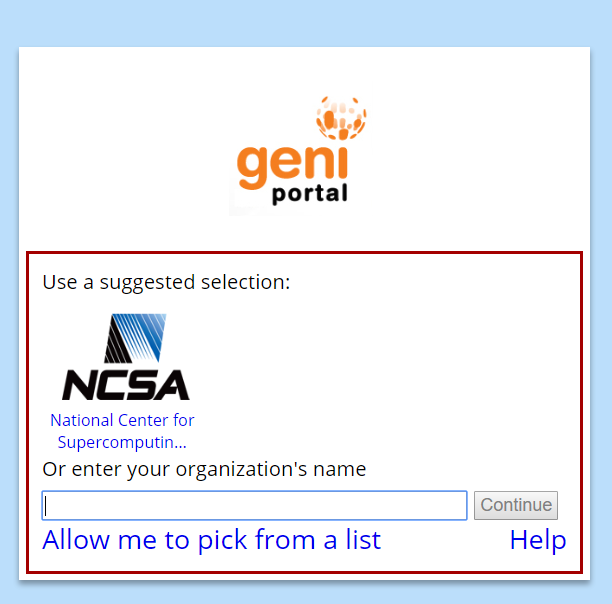 geni
portal
Use a suggested selection:
NCSA
National Center for
Supercomputin...
Or enter your organization's name
Continue
Allow me to pick from a list Help